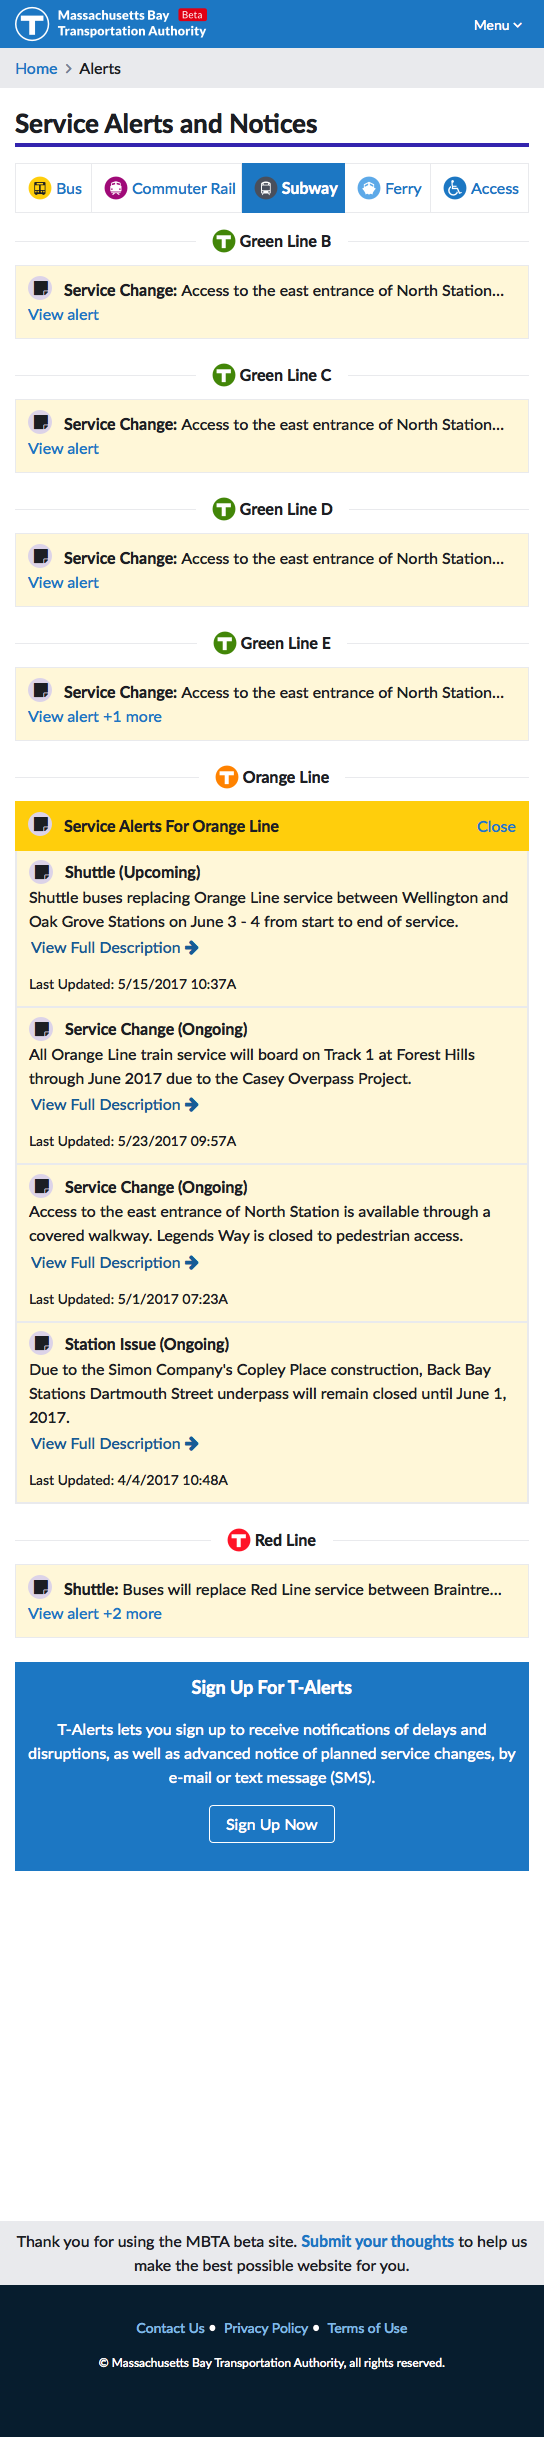 Massachusetts Bay Beta
Transportation Authority
Menu
Home > Alerts
Service Alerts and Notices
Bus Commuter Rail Subway Ferry Access
T Green Line B
Service Change: Access to the east entrance of North Station...
View alert
T Green Line C
Service Change: Access to the east entrance of North Station...
View alert
T Green Line D
Service Change: Access to the east entrance of North Station...
View alert
T Green Line E
Service Change: Access to the east entrance of North Station...
View alert +1 more
T Orange Line
Service Alerts For Orange Line Close
Shuttle (Upcoming)
Shuttle buses replacing Orange Line service between Wellington and
Oak Grove Stations on June 3 - 4 from start to end of service.
View Full Description
Last Updated: 5/15/2017 10:37A
Service Change (Ongoing)
All Orange Line train service will board on Track 1 at Forest Hills
through June 2017 due to the Casey Overpass Project.
View Full Description
Last Updated: 5/23/2017 09:57A
Service Change (Ongoing)
Access to the east entrance of North Station is available through a
covered walkway. Legends Way is closed to pedestrian access.
View Full Description
Last Updated: 5/1/2017 07:23A
Station Issue (Ongoing)
Due to the Simon Company's Copley Place construction, Back Bay
Stations Dartmouth Street underpass will remain closed until June 1,
2017.
View Full Description
Last Updated: 4/4/2017 10:48A
T Red Line
Shuttle: Buses will replace Red Line service between Braintre...
View alert +2 more
Sign Up For T-Alerts
T-Alerts lets you sign up to receive notifications of delays and
disruptions, as well as advanced notice of planned service changes, by
e-mail or text message (SMS).
Sign Up Now
Thank you for using the MBTA beta site. Submit your thoughts to help us
make the best possible website for you.
Contact Us • Privacy Policy • Terms of Use
© Massachusetts Bay Transportation Authority, all rights reserved.